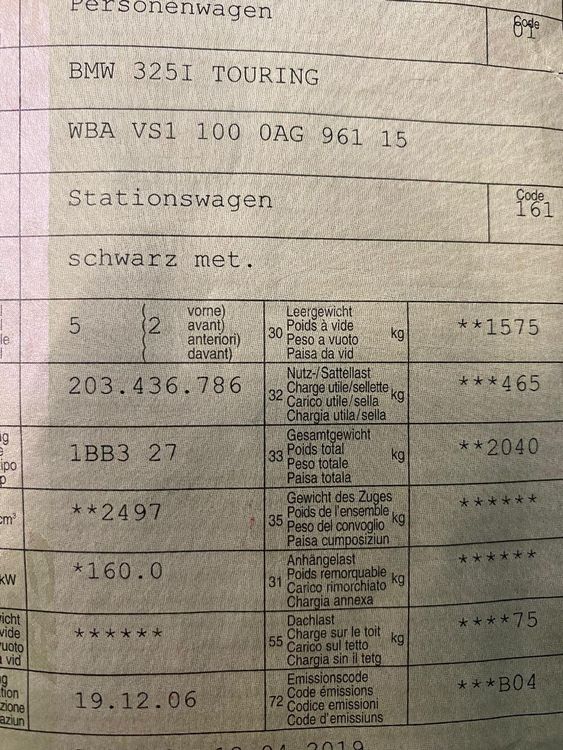 Personenwagen
Code
01
BMW 325I TOURING
WBA VS1 100 0AG 961 15
Stationswagen
Code
161
schwarz met.
5 (2 vorne)
avant)
anteriori)
davant)
30 Leergewicht
Poids à vide
Peso a vuoto
Paisa da vid
kg
**1575
203.436.786
32 Nutz-/Sattellast
Charge utile/sellette
Carico utile/sella
Chargia utila/sella
kg
***465
1BB3 27
33 Gesamtgewicht
Poids total
Peso totale
Paisa totala
kg
**2040
cm³
**2497
35 Gewicht des Zuges
Poids de l'ensemble
Peso del convoglio
Paisa cumposiziun
kg
******
kW
*160.0
31 Anhängelast
Poids remorquable
Carico rimorchiato
Chargia annexa
kg
******
******
55 Dachlast
Charge sur le toit
Carico sul tetto
Chargia sin il tetg
kg
****75
19.12.06
72 Emissionscode
Code émissions
Codice emissioni
Code d'emissiuns
***B04